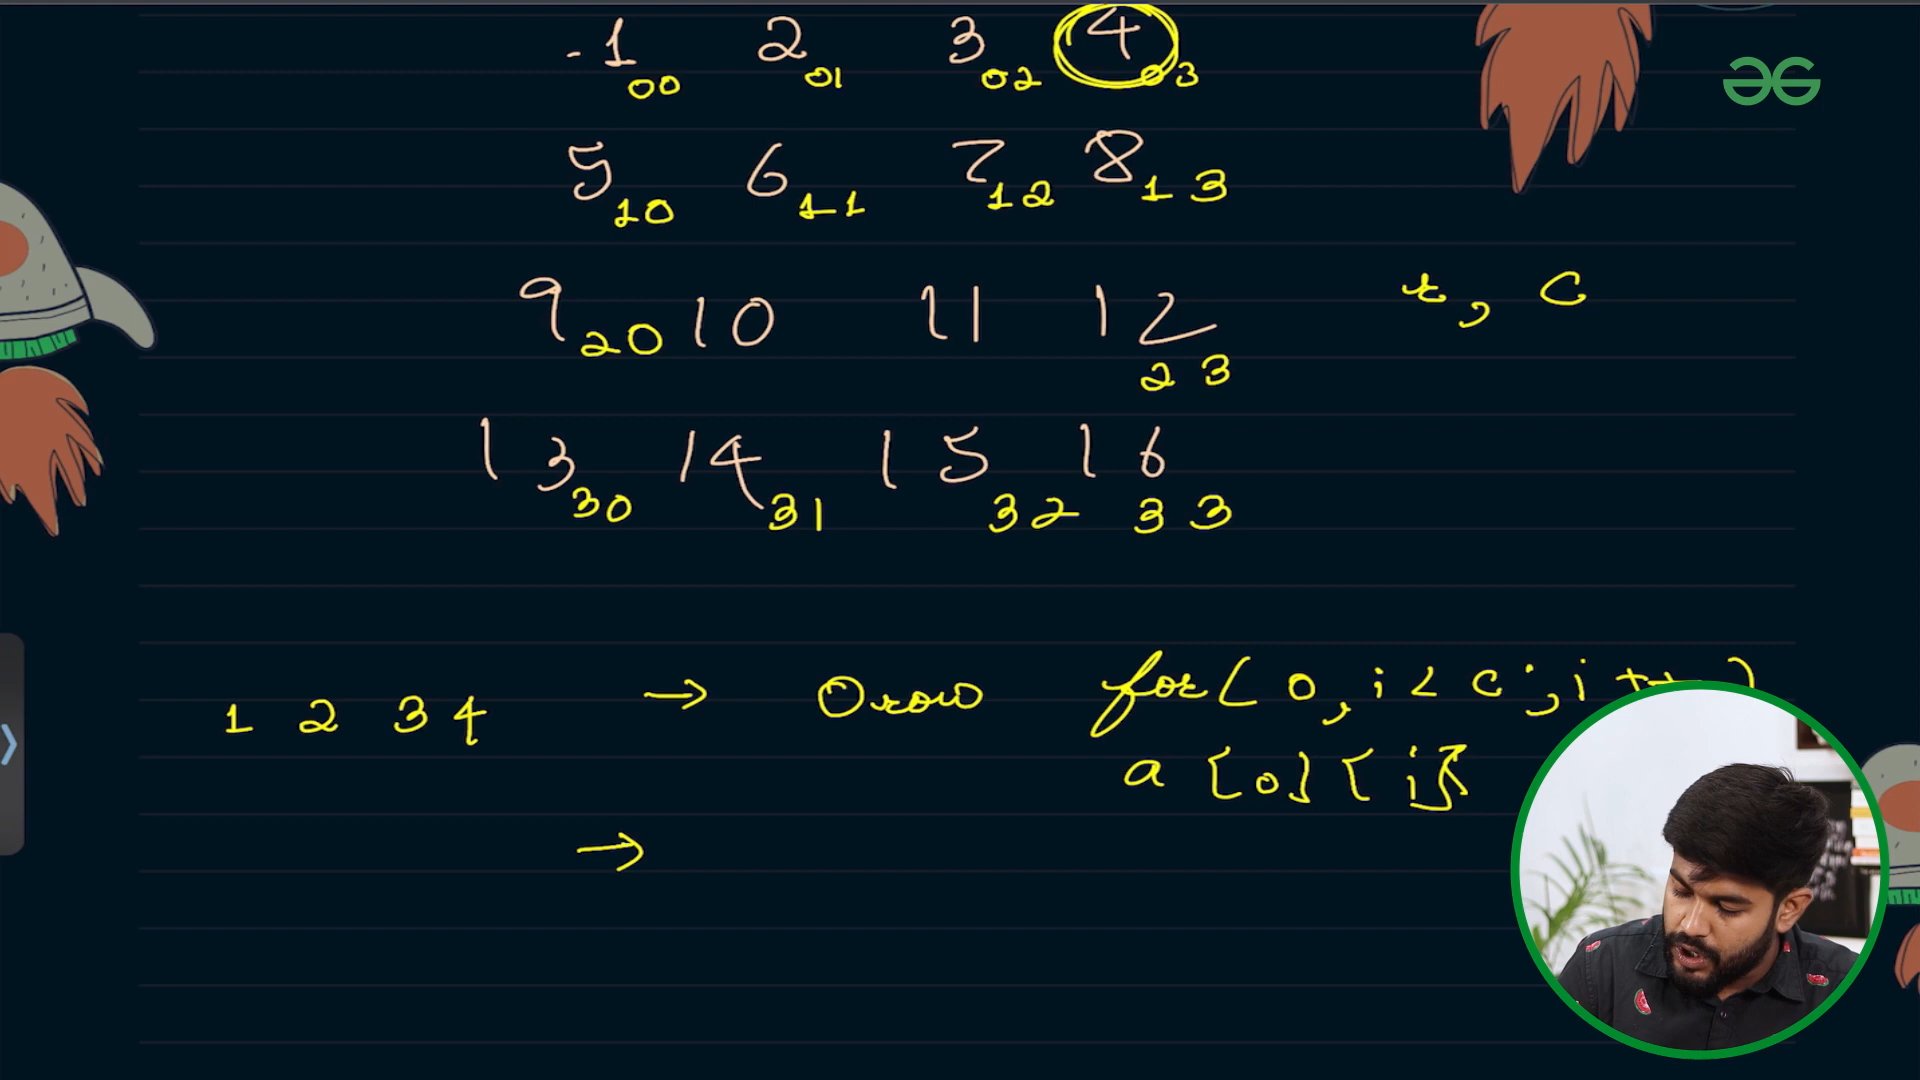 - 1 2 3 4
00 01 02 03
5 6 7 8
10 11 12 13
9 10 11 12
20 23
r, c
13 14 15 16
30 31 32 33
1 2 3 4 → 0 row for( 0, i < c ; i ++ )
a [0] [i]
→